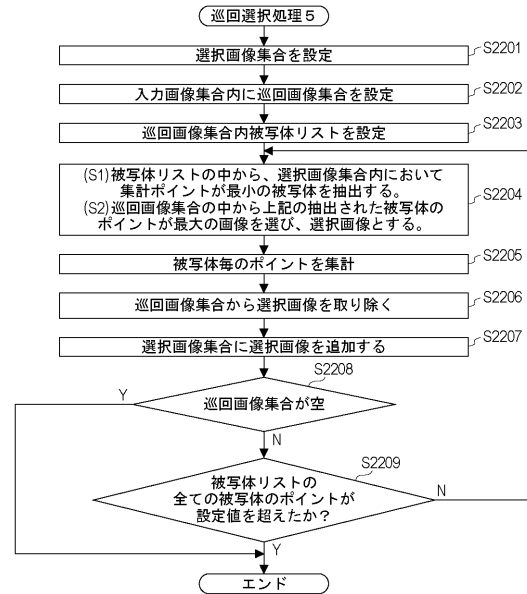 巡回選択処理5
選択画像集合を設定
S2201
入力画像集合内に巡回画像集合を設定
S2202
巡回画像集合内被写体リストを設定
S2203
(S1)被写体リストの中から、選択画像集合内において
集計ポイントが最小の被写体を抽出する。
(S2)巡回画像集合の中から上記の抽出された被写体の
ポイントが最大の画像を選び、選択画像とする。
S2204
被写体毎のポイントを集計
S2205
巡回画像集合から選択画像を取り除く
S2206
選択画像集合に選択画像を追加する
S2207
S2208
Y
巡回画像集合が空
N
S2209
被写体リストの
全ての被写体のポイントが
設定値を超えたか？
N
Y
エンド